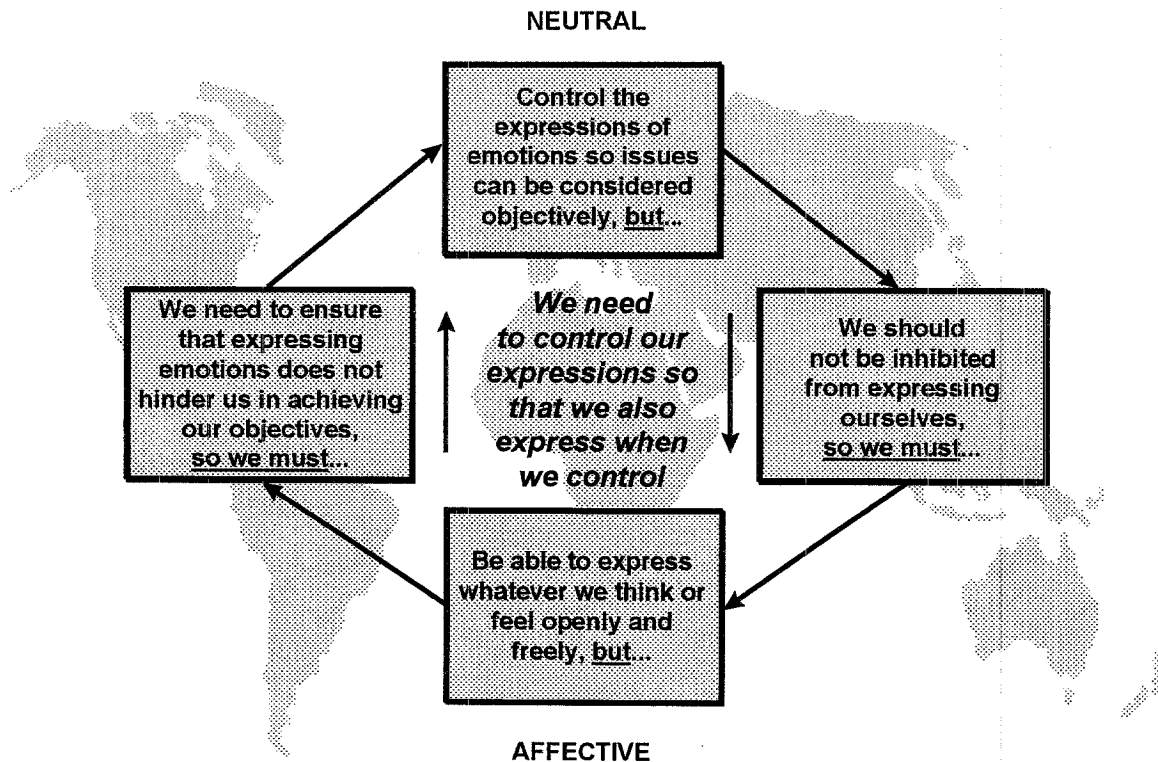 NEUTRAL
Control the
expressions of
emotions so issues
can be considered
objectively, but...
We need to ensure
that expressing
emotions does not
hinder us in achieving
our objectives,
so we must...
We need
to control our
expressions so
that we also
express when
we control
We should
not be inhibited
from expressing
ourselves,
so we must...
Be able to express
whatever we think or
feel openly and
freely, but...
AFFECTIVE